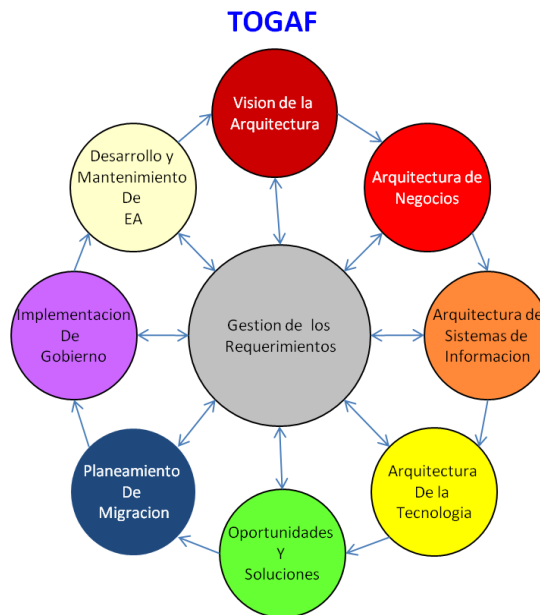 TOGAF
Vision de la
Arquitectura
Arquitectura de
Negocios
Arquitectura de
Sistemas de
Informacion
Arquitectura
De la
Tecnologia
Oportunidades
Y
Soluciones
Planeamiento
De
Migracion
Implementacion
De
Gobierno
Desarrollo y
Mantenimiento
De
EA
Gestion de los
Requerimientos